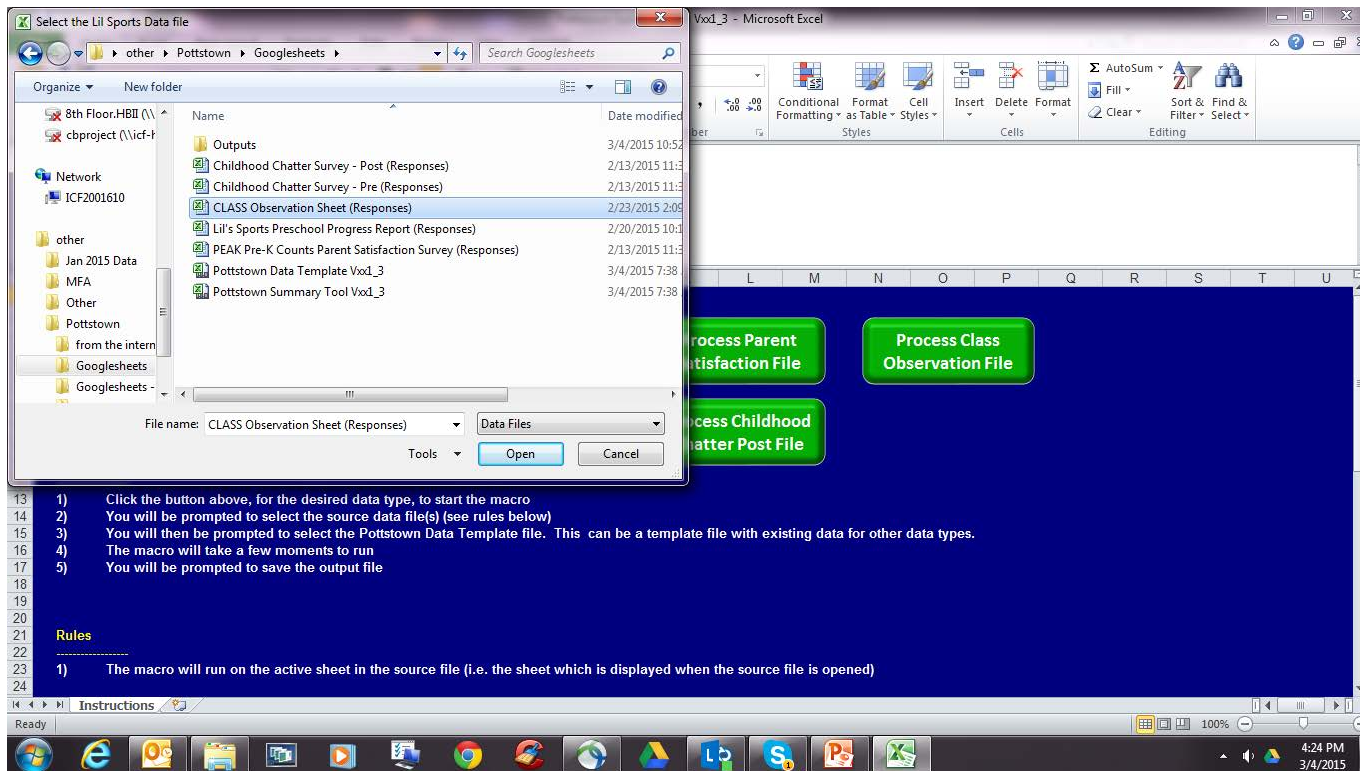 Select the Lil Sports Data file
Vxx1_3 - Microsoft Excel
other Pottstown Googlesheets
Search Googlesheets
Organize New folder
8th Floor.HBII (\\
cbproject (\\icf-h
Network
ICF2001610
other
Jan 2015 Data
MFA
Other
Pottstown
from the intern
Googlesheets
Googlesheets -
Name Date modified
Outputs 3/4/2015 10:52
Childhood Chatter Survey - Post (Responses) 2/13/2015 11:3
Childhood Chatter Survey - Pre (Responses) 2/13/2015 11:3
CLASS Observation Sheet (Responses) 2/23/2015 2:09
Lil's Sports Preschool Progress Report (Responses) 2/20/2015 10:1
PEAK Pre-K Counts Parent Satisfaction Survey (Responses) 2/13/2015 11:3
Pottstown Data Template Vxx1_3 3/4/2015 7:38
Pottstown Summary Tool Vxx1_3 3/4/2015 7:38
File name: CLASS Observation Sheet (Responses) Data Files
Tools Open Cancel
Conditional Formatting
Format as Table
Cell Styles
Styles
Insert Delete Format
Cells
Σ AutoSum
Fill
Clear
Sort & Filter
Find & Select
Editing
ber
L M N O P Q R S T U
rocess Parent
tisfaction File
Process Class
Observation File
ocess Childhood
hatter Post File
13 1) Click the button above, for the desired data type, to start the macro
14 2) You will be prompted to select the source data file(s) (see rules below)
15 3) You will then be prompted to select the Pottstown Data Template file. This can be a template file with existing data for other data types.
16 4) The macro will take a few moments to run
17 5) You will be prompted to save the output file
18
19
20
21 Rules
22 ------------------
23 1) The macro will run on the active sheet in the source file (i.e. the sheet which is displayed when the source file is opened)
24
Instructions
Ready 100%
4:24 PM
3/4/2015